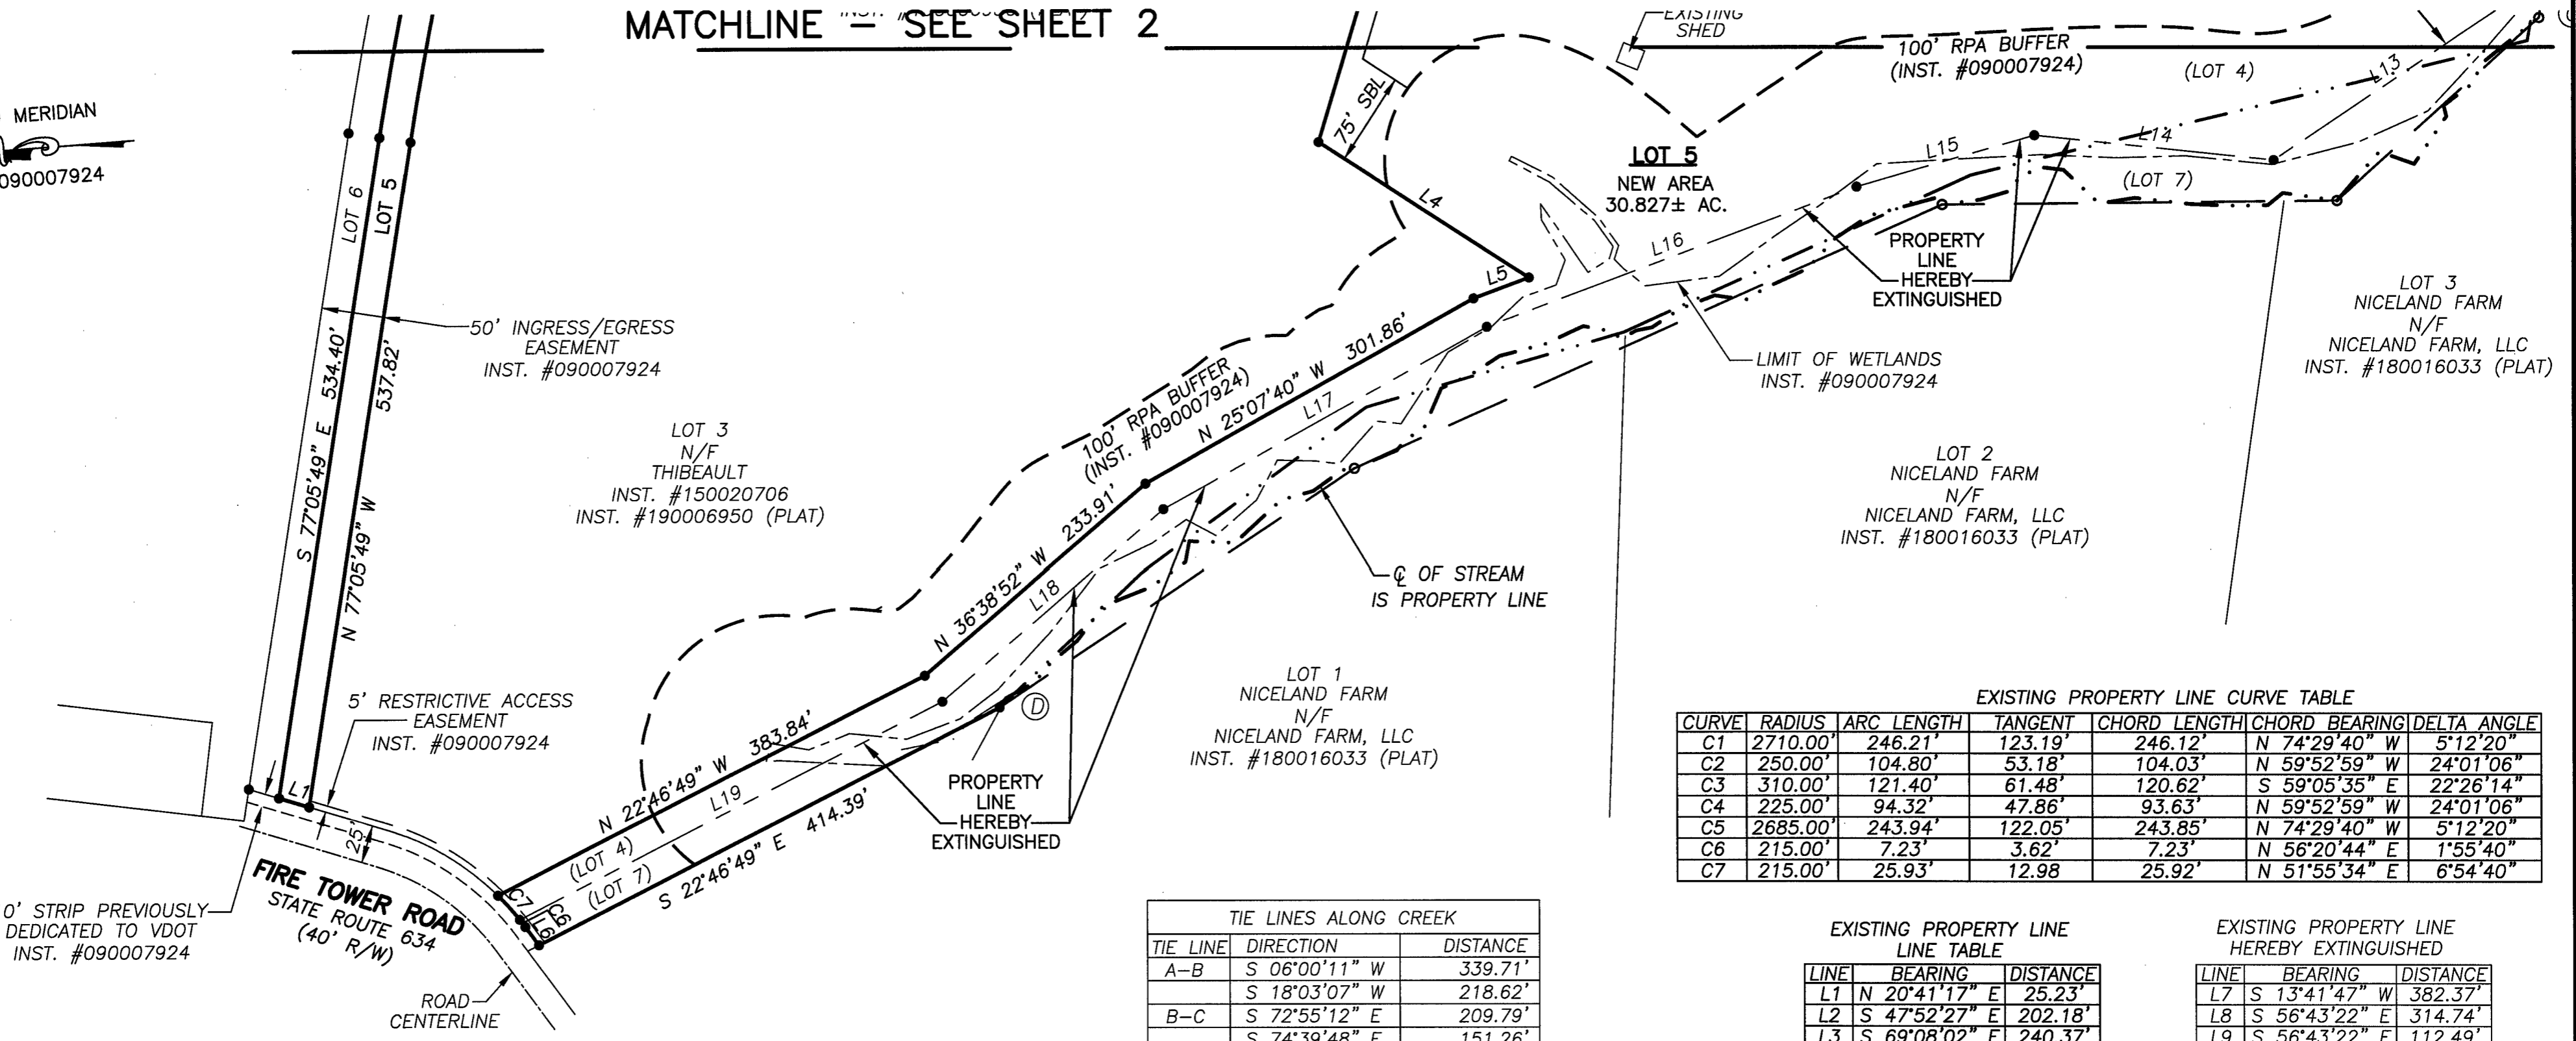 MATCHLINE – SEE SHEET 2
EXISTING
SHED
100' RPA BUFFER
(INST. #090007924)
(LOT 4)
L13
MERIDIAN
090007924
LOT 6
LOT 5
75' SBL
L4
LOT 5
NEW AREA
30.827± AC.
L15
L14
(LOT 7)
L16
L5
PROPERTY
LINE
HEREBY
EXTINGUISHED
LOT 3
NICELAND FARM
N/F
NICELAND FARM, LLC
INST. #180016033 (PLAT)
50' INGRESS/EGRESS
EASEMENT
INST. #090007924
S 77°05'49" E 534.40'
N 77°05'49" W 537.82'
LIMIT OF WETLANDS
INST. #090007924
100' RPA BUFFER
(INST. #090007924)
N 25°07'40" W 301.86'
L17
LOT 3
N/F
THIBEAULT
INST. #150020706
INST. #190006950 (PLAT)
LOT 2
NICELAND FARM
N/F
NICELAND FARM, LLC
INST. #180016033 (PLAT)
N 36°38'52" W 233.91'
L18
℄ OF STREAM
IS PROPERTY LINE
5' RESTRICTIVE ACCESS
EASEMENT
INST. #090007924
LOT 1
NICELAND FARM
N/F
NICELAND FARM, LLC
INST. #180016033 (PLAT)
D
N 22°46'49" W 383.84'
L19
PROPERTY
LINE
HEREBY
EXTINGUISHED
S 22°46'49" E 414.39'
(LOT 4)
(LOT 7)
L1
25'
C7
C6
L6
FIRE TOWER ROAD
STATE ROUTE 634
(40' R/W)
0' STRIP PREVIOUSLY
DEDICATED TO VDOT
INST. #090007924
ROAD
CENTERLINE
EXISTING PROPERTY LINE CURVE TABLE
CURVE RADIUS ARC LENGTH TANGENT CHORD LENGTH CHORD BEARING DELTA ANGLE
C1 2710.00' 246.21' 123.19' 246.12' N 74°29'40" W 5°12'20"
C2 250.00' 104.80' 53.18' 104.03' N 59°52'59" W 24°01'06"
C3 310.00' 121.40' 61.48' 120.62' S 59°05'35" E 22°26'14"
C4 225.00' 94.32' 47.86' 93.63' N 59°52'59" W 24°01'06"
C5 2685.00' 243.94' 122.05' 243.85' N 74°29'40" W 5°12'20"
C6 215.00' 7.23' 3.62' 7.23' N 56°20'44" E 1°55'40"
C7 215.00' 25.93' 12.98 25.92' N 51°55'34" E 6°54'40"
TIE LINES ALONG CREEK
TIE LINE DIRECTION DISTANCE
A–B S 06°00'11" W 339.71'
S 18°03'07" W 218.62'
B–C S 72°55'12" E 209.79'
S 74°39'48" E 151.26'
EXISTING PROPERTY LINE
LINE TABLE
LINE BEARING DISTANCE
L1 N 20°41'17" E 25.23'
L2 S 47°52'27" E 202.18'
L3 S 69°08'02" E 240.37'
EXISTING PROPERTY LINE
HEREBY EXTINGUISHED
LINE BEARING DISTANCE
L7 S 13°41'47" W 382.37'
L8 S 56°43'22" E 314.74'
L9 S 56°43'22" E 112.49'